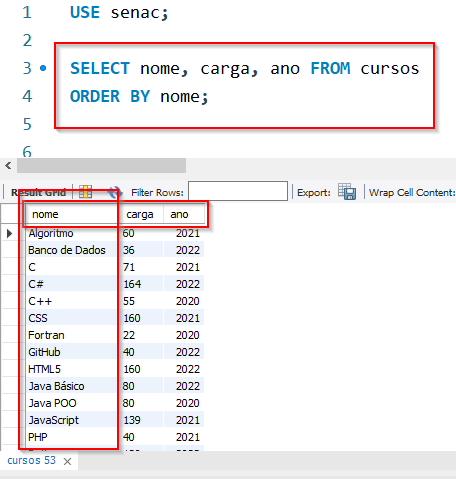 1 USE senac;
2
3 SELECT nome, carga, ano FROM cursos
4 ORDER BY nome;
5
6
Result Grid Filter Rows: Export: Wrap Cell Content:
nome carga ano
Algoritmo 60 2021
Banco de Dados 36 2022
C 71 2021
C# 164 2022
C++ 55 2020
CSS 160 2021
Fortran 22 2020
GitHub 40 2022
HTML5 160 2022
Java Básico 80 2022
Java POO 80 2020
JavaScript 139 2021
PHP 40 2021
cursos 53